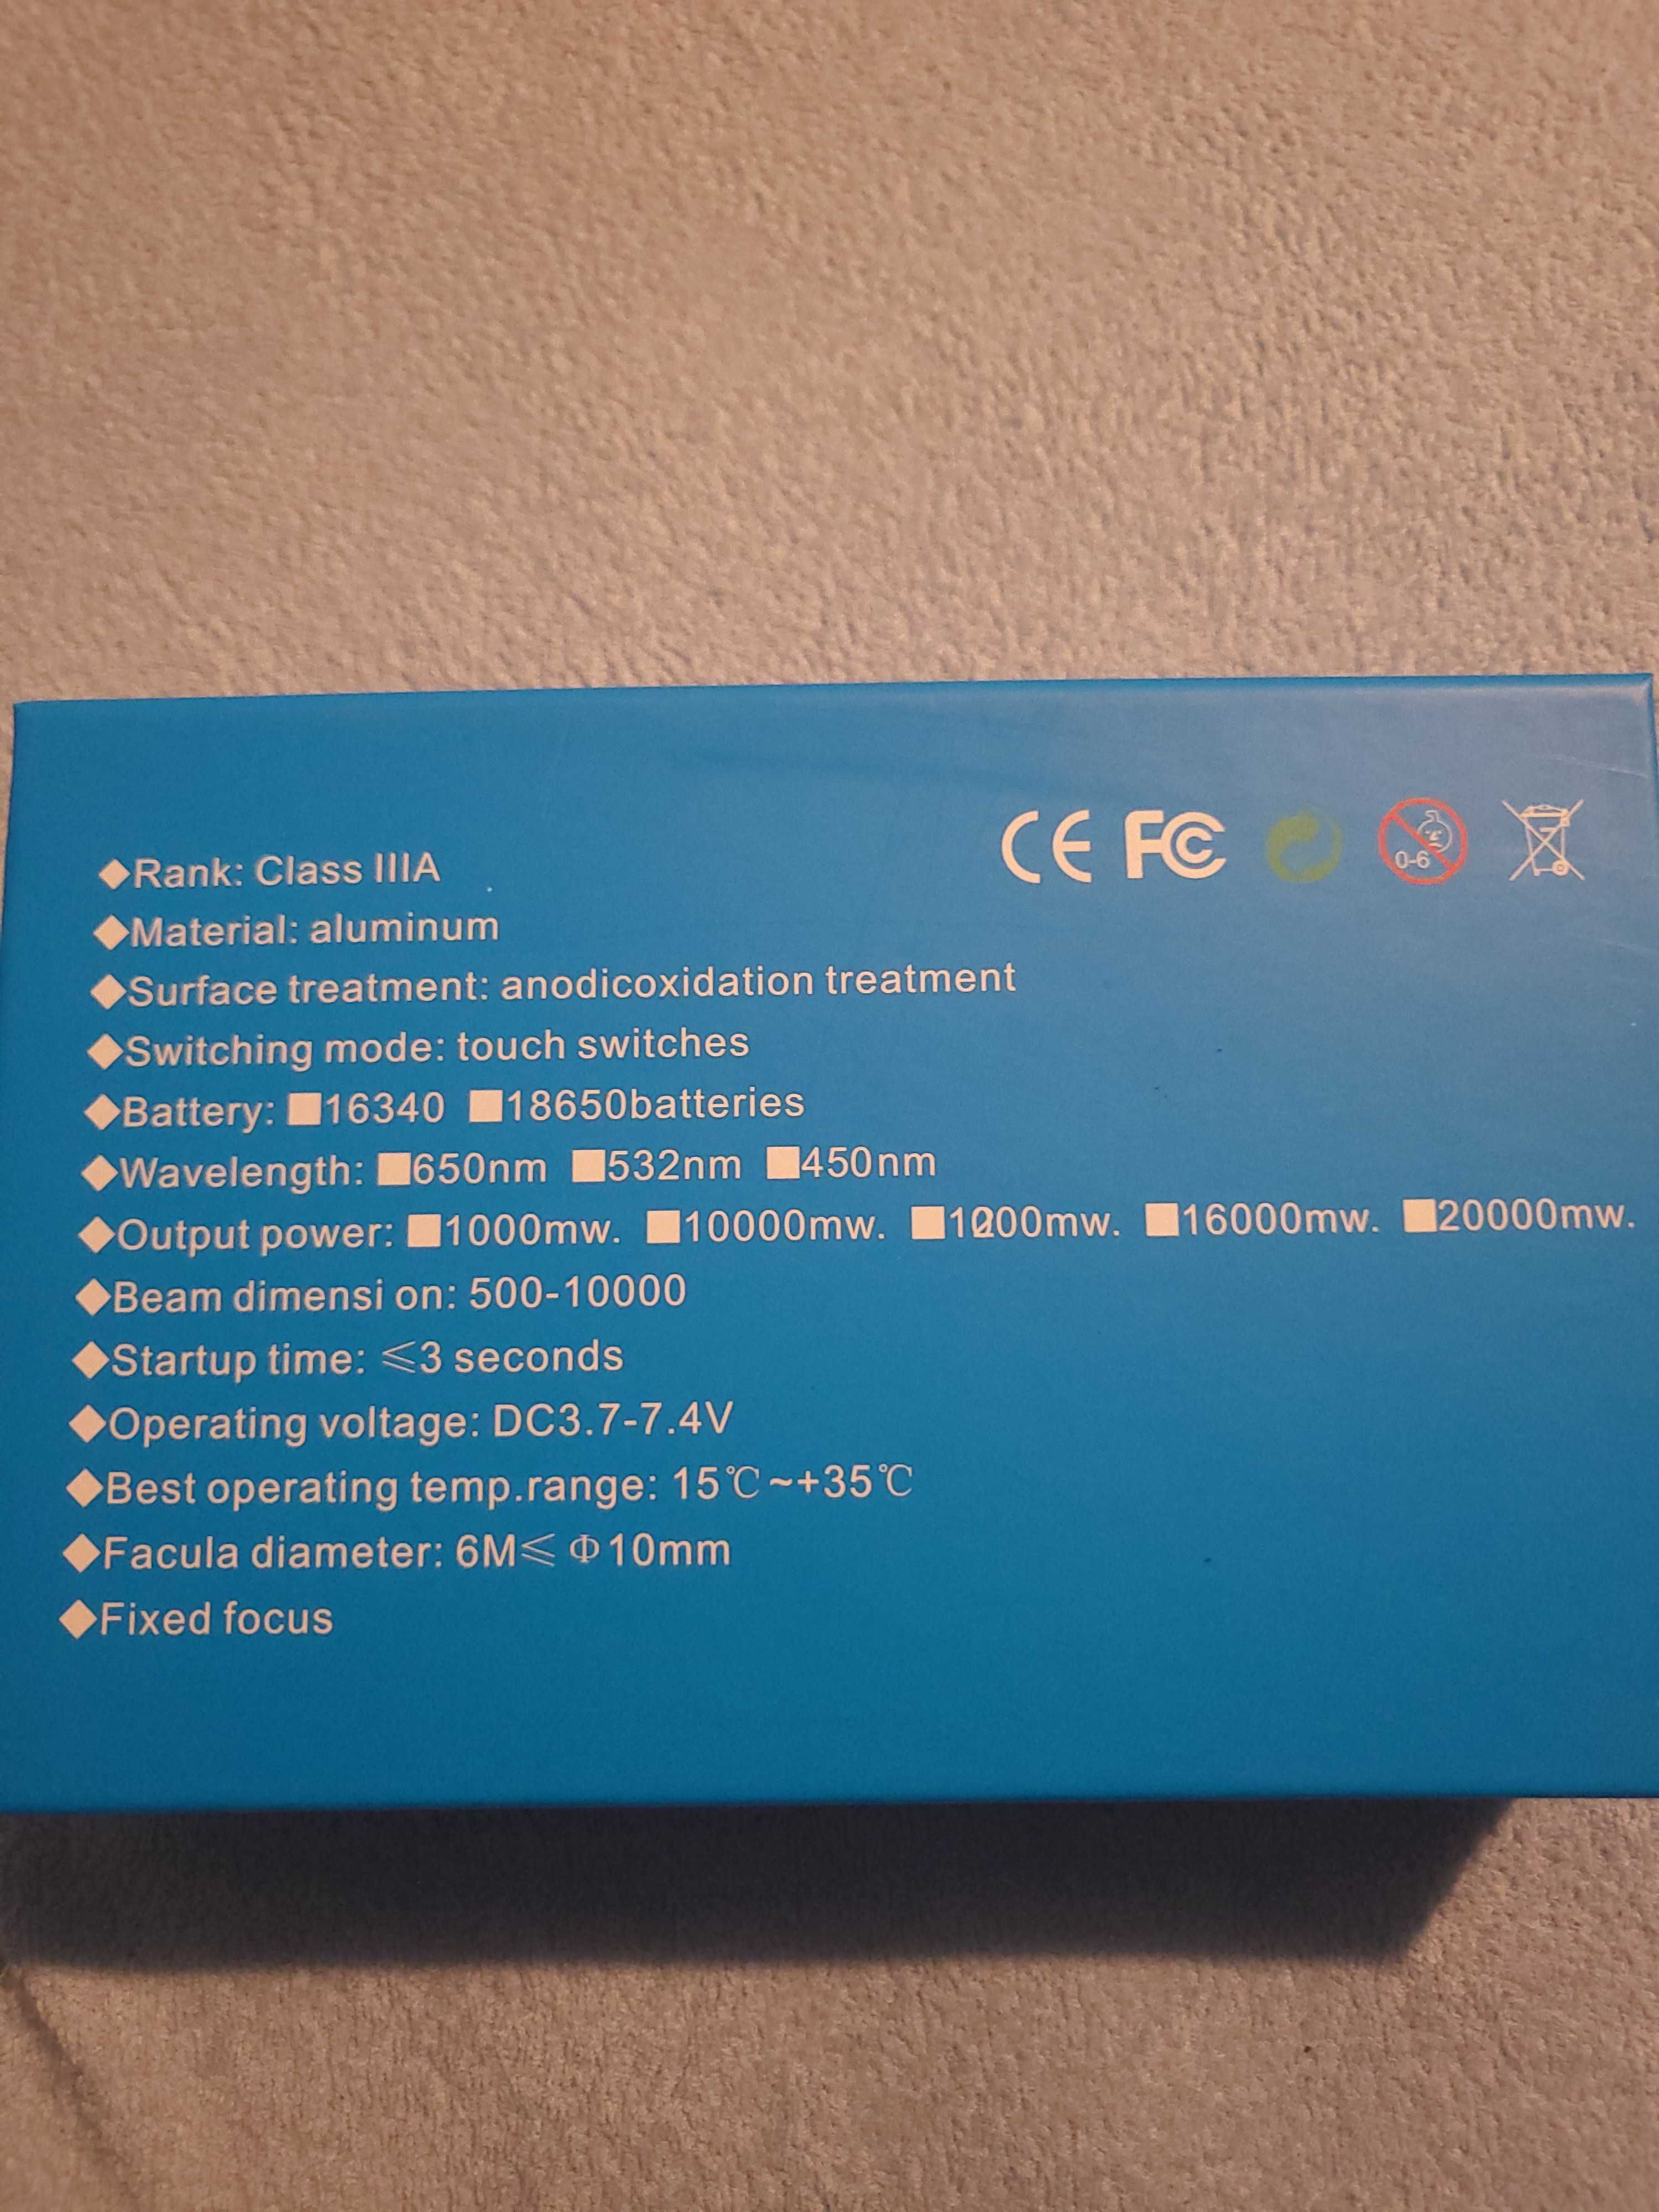 CE FC
0-6
◆Rank: Class IIIA
◆Material: aluminum
◆Surface treatment: anodicoxidation treatment
◆Switching mode: touch switches
◆Battery: ■16340 ■18650batteries
◆Wavelength: ■650nm ■532nm ■450nm
◆Output power: ■1000mw. ■10000mw. ■1200mw. ■16000mw. ■20000mw.
◆Beam dimensi on: 500-10000
◆Startup time: ≤3 seconds
◆Operating voltage: DC3.7-7.4V
◆Best operating temp.range: 15℃~+35℃
◆Facula diameter: 6M≤ Φ10mm
◆Fixed focus